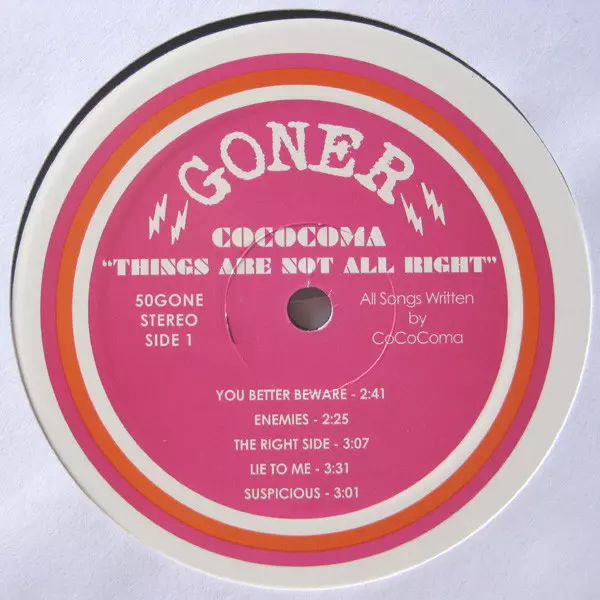 GONER
COCOCOMA
"THINGS ARE NOT ALL RIGHT"
50GONE
STEREO
SIDE 1
All Songs Written
by
CoCoComa
YOU BETTER BEWARE - 2:41
ENEMIES - 2:25
THE RIGHT SIDE - 3:07
LIE TO ME - 3:31
SUSPICIOUS - 3:01